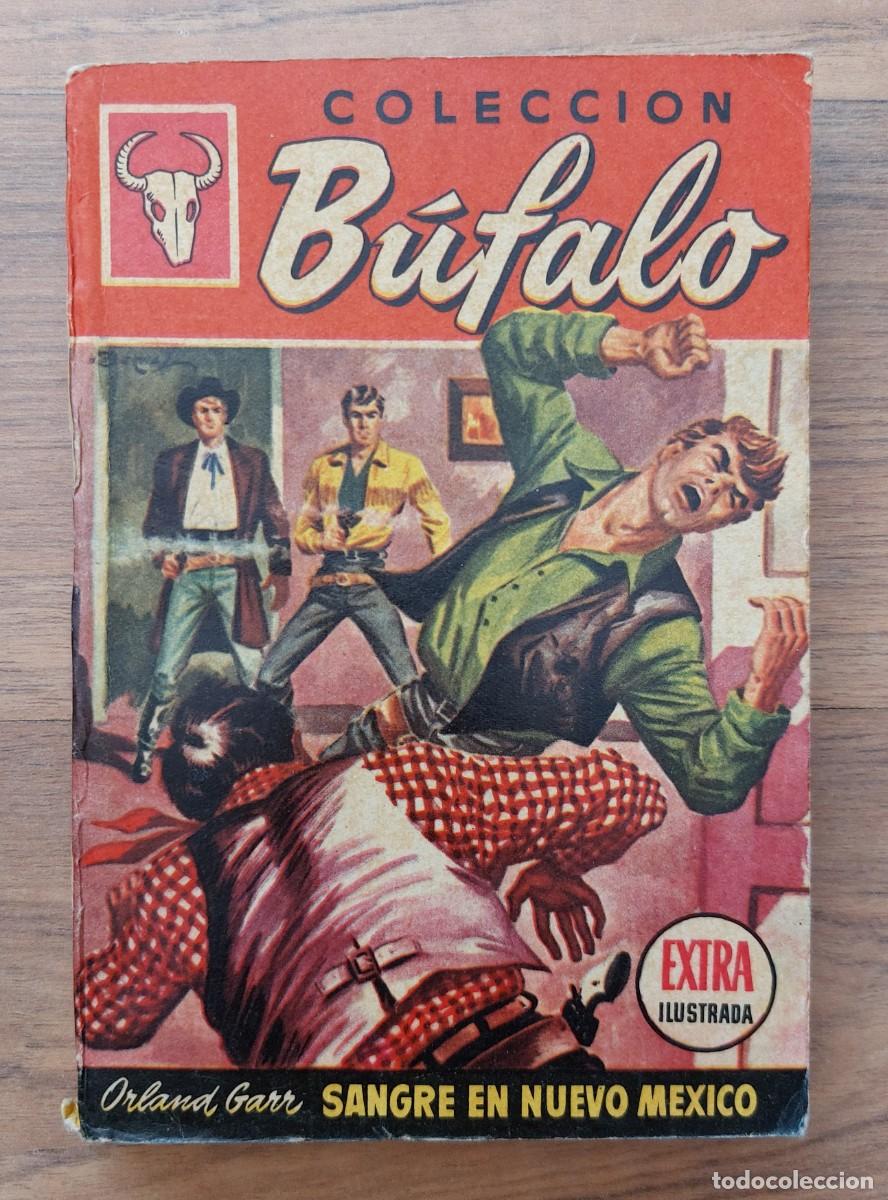 COLECCION
Búfalo
EXTRA
ILUSTRADA
Orland Garr SANGRE EN NUEVO MEXICO
todocoleccion